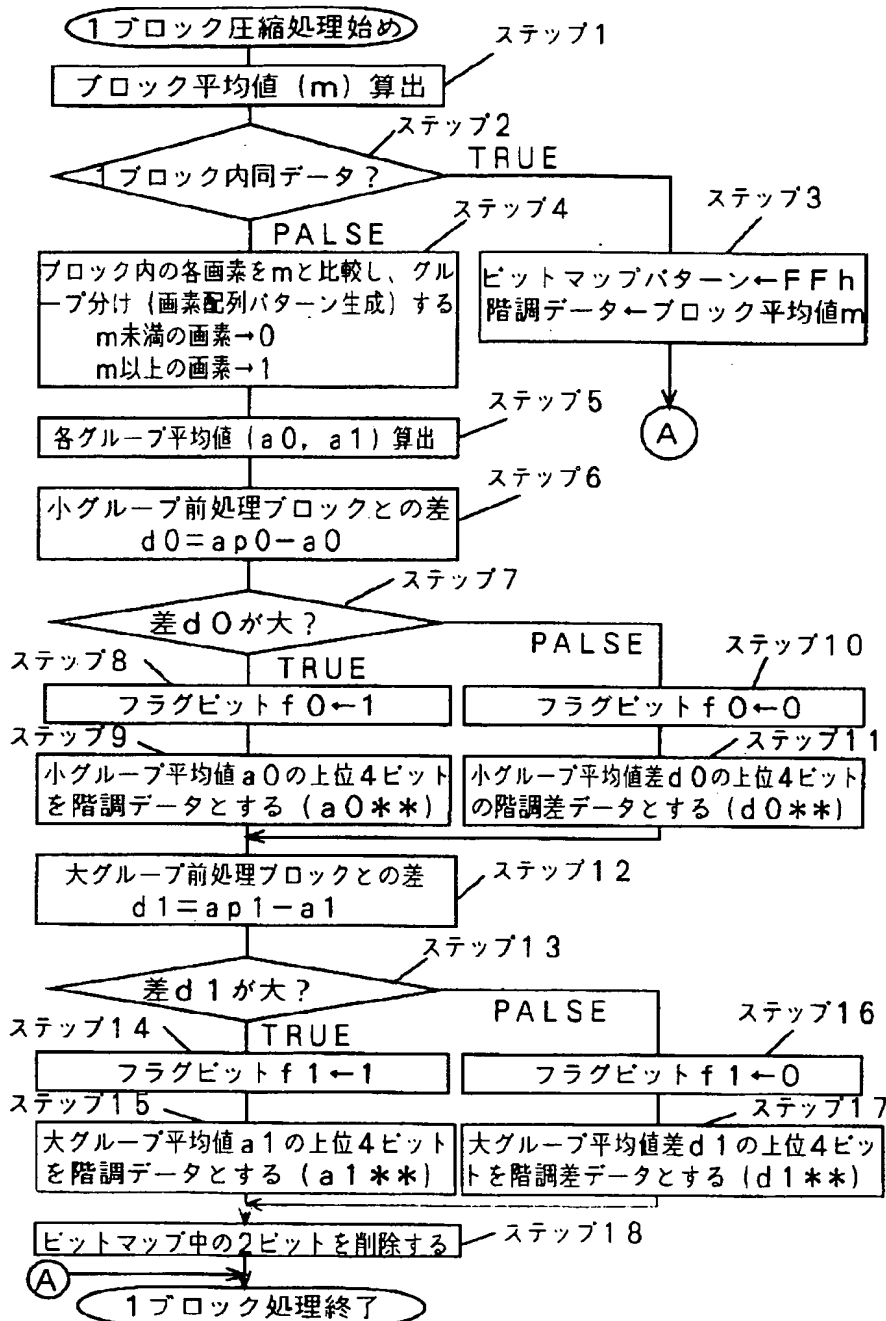 1ブロック圧縮処理始め
ステップ1
ブロック平均値(m)算出
ステップ2
1ブロック内同データ?
TRUE
PALSE
ステップ3
ビットマップパターン←FFh
階調データ←ブロック平均値m
A
ステップ4
ブロック内の各画素をmと比較し、グル
ープ分け(画素配列パターン生成)する
m未満の画素→0
m以上の画素→1
ステップ5
各グループ平均値(a0, a1)算出
ステップ6
小グループ前処理ブロックとの差
d0=ap0−a0
ステップ7
差d0が大?
TRUE
PALSE
ステップ8
フラグビットf0←1
ステップ10
フラグビットf0←0
ステップ9
小グループ平均値a0の上位4ビット
を階調データとする(a0**)
ステップ11
小グループ平均値差d0の上位4ビット
の階調差データとする(d0**)
ステップ12
大グループ前処理ブロックとの差
d1=ap1−a1
ステップ13
差d1が大?
TRUE
PALSE
ステップ14
フラグビットf1←1
ステップ16
フラグビットf1←0
ステップ15
大グループ平均値a1の上位4ビット
を階調データとする(a1**)
ステップ17
大グループ平均値差d1の上位4ビッ
トを階調差データとする(d1**)
ステップ18
ビットマップ中の2ビットを削除する
A
1ブロック処理終了